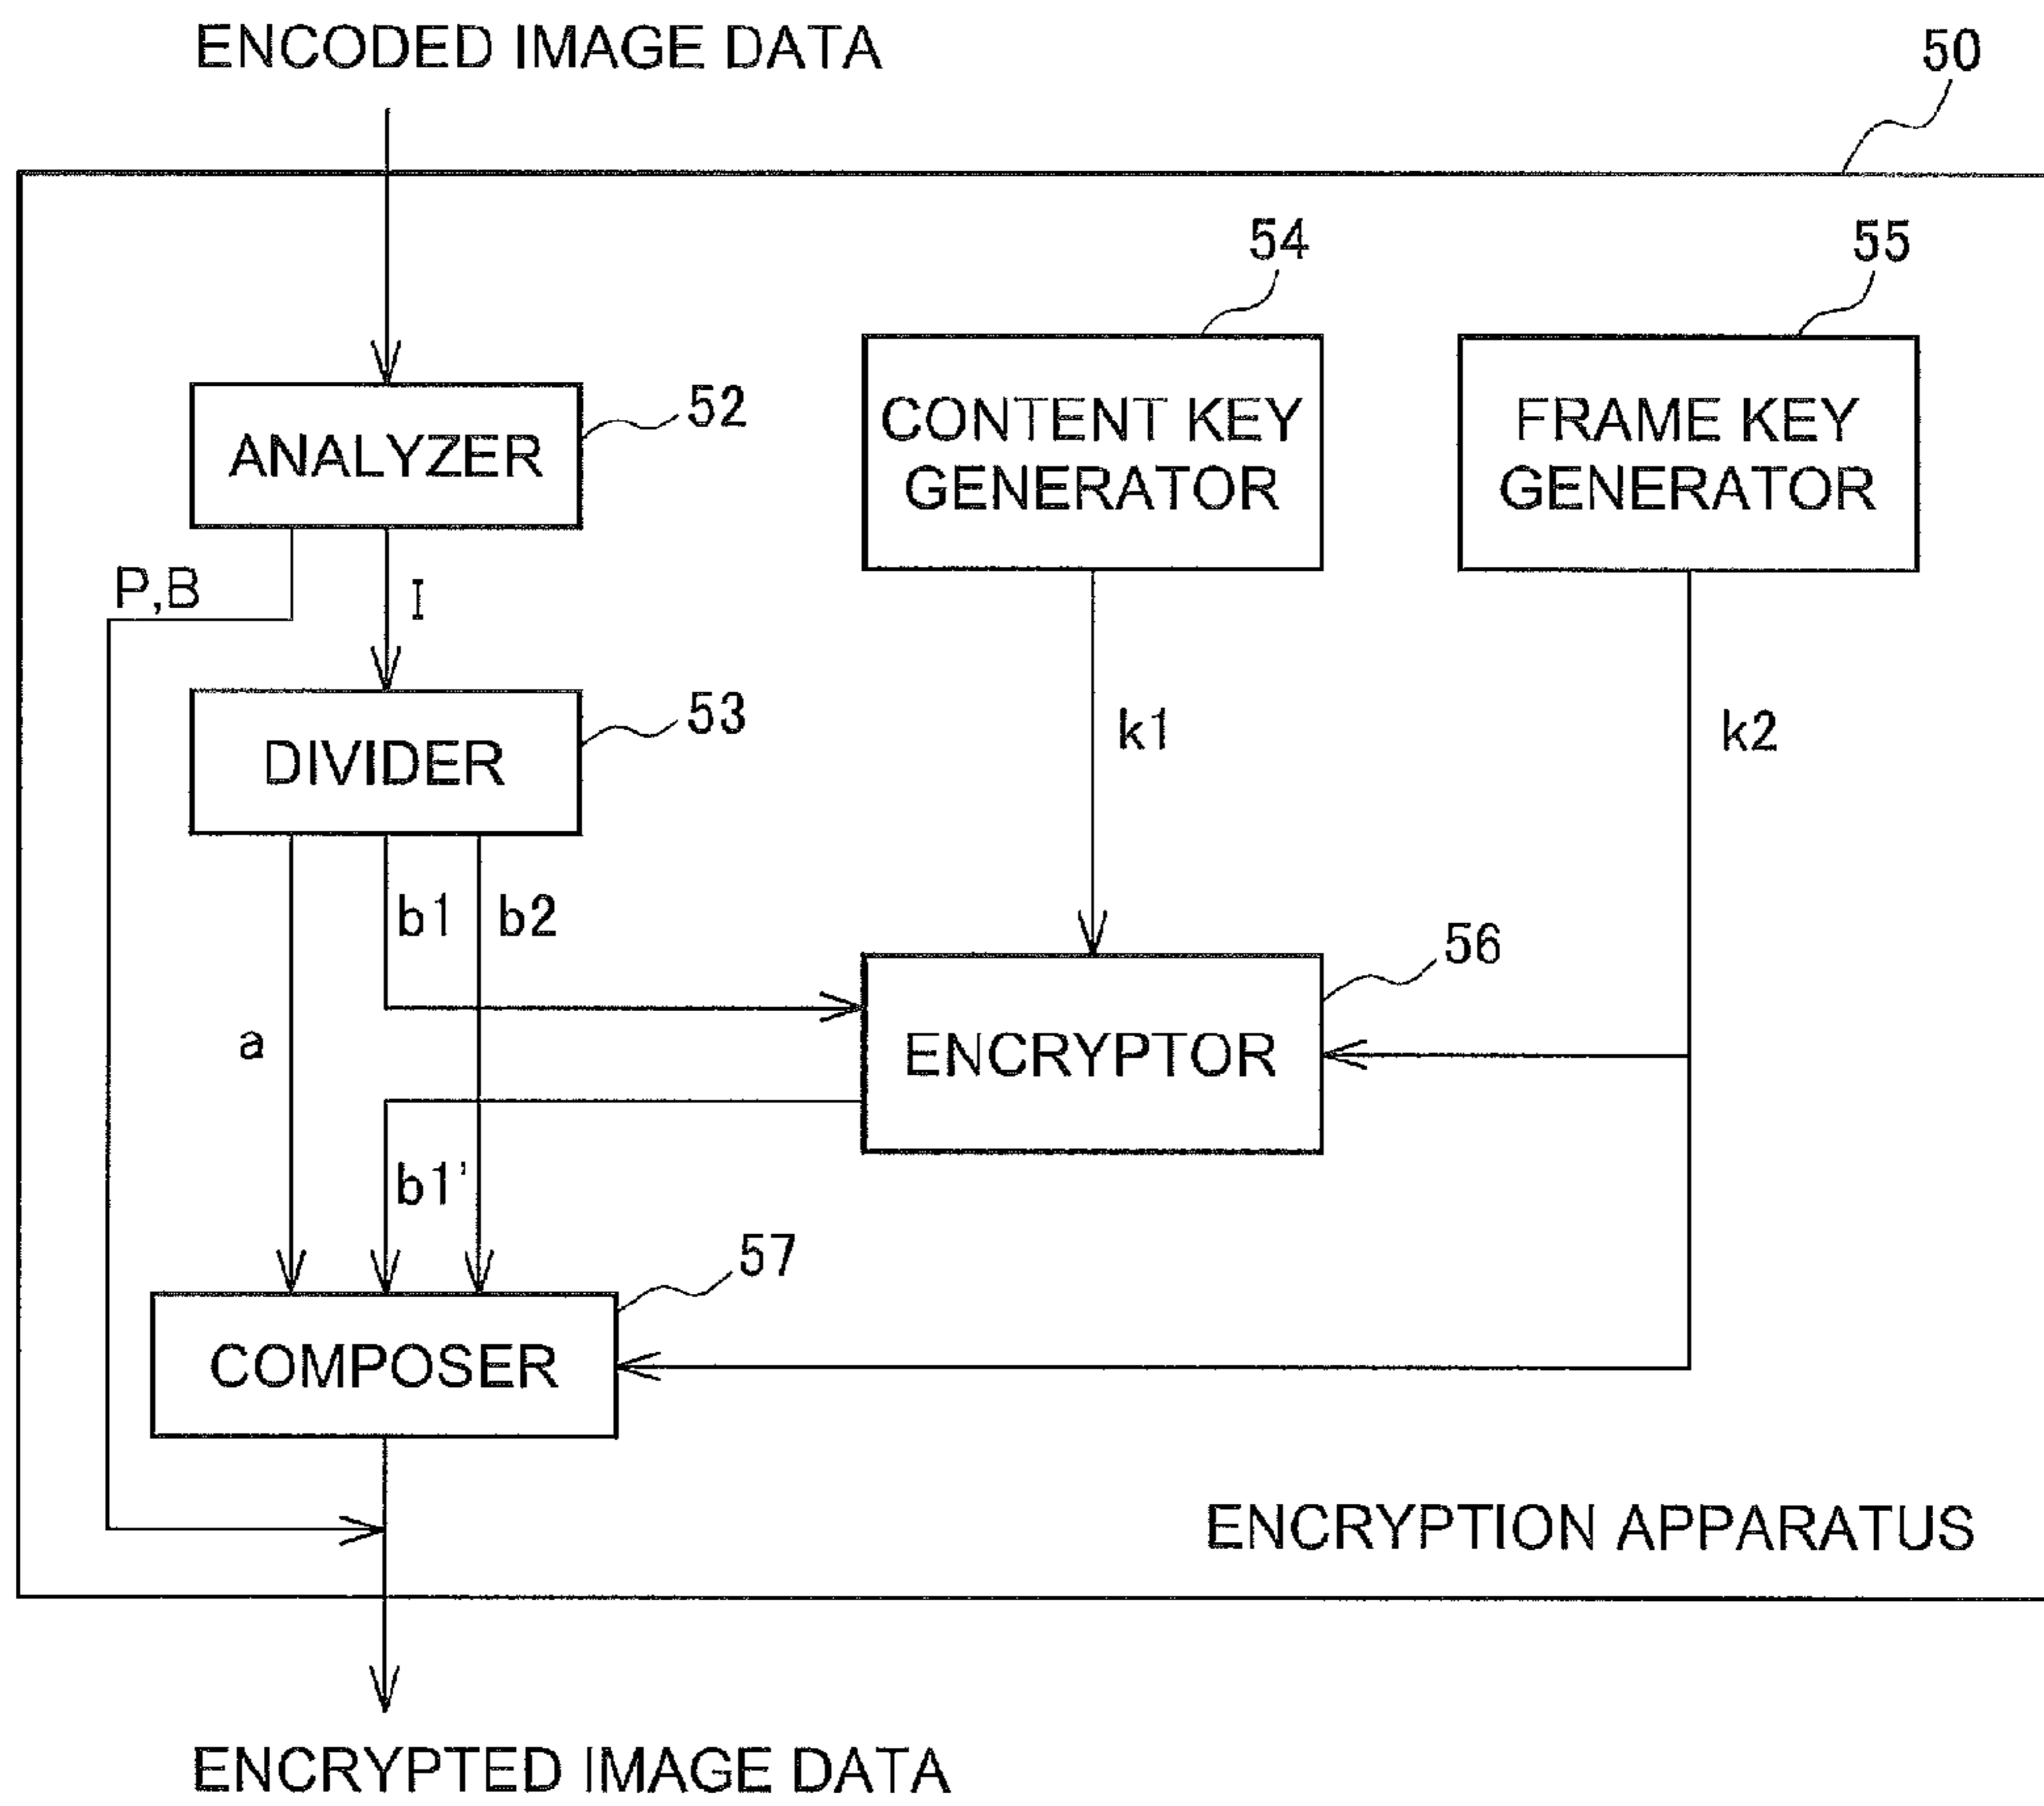 ENCODED IMAGE DATA
50
54
55
CONTENT KEY
GENERATOR
FRAME KEY
GENERATOR
52
ANALYZER
P,B
I
53
DIVIDER
k1
k2
b1
b2
56
a
ENCRYPTOR
b1'
57
COMPOSER
ENCRYPTION APPARATUS
ENCRYPTED IMAGE DATA